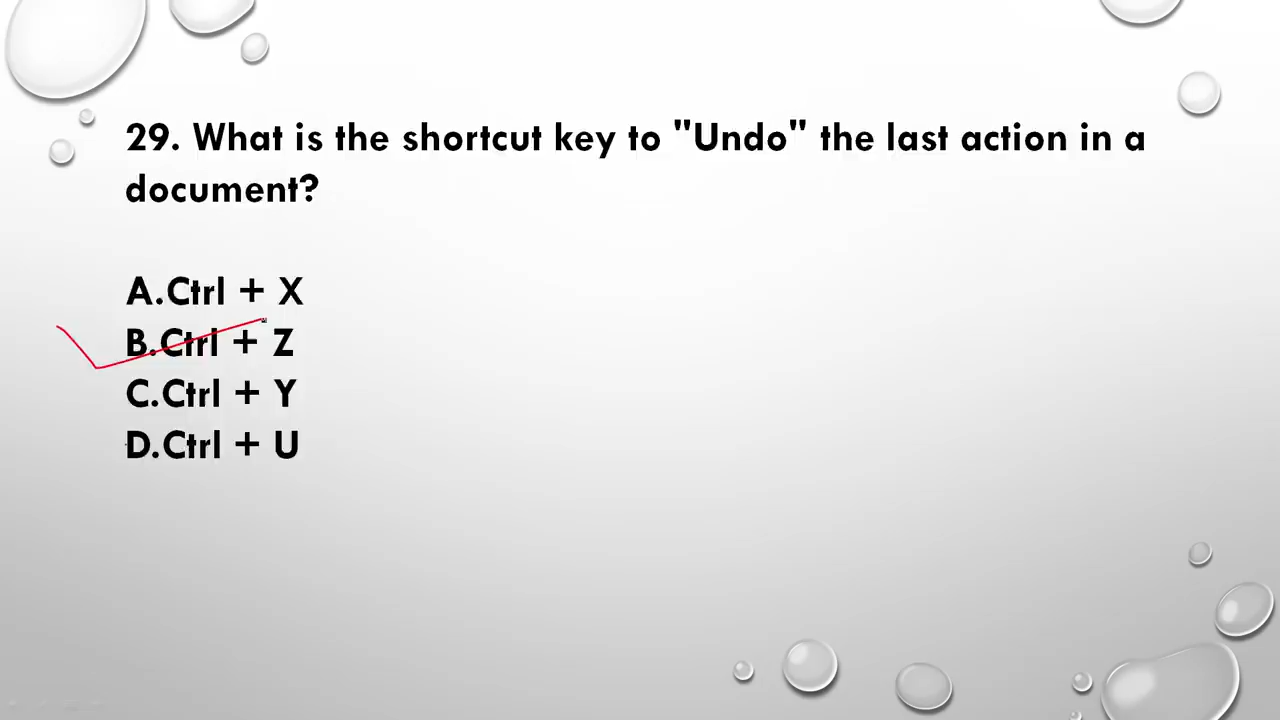 29. What is the shortcut key to "Undo" the last action in a
document?
A.Ctrl + X
B.Ctrl + Z
C.Ctrl + Y
D.Ctrl + U